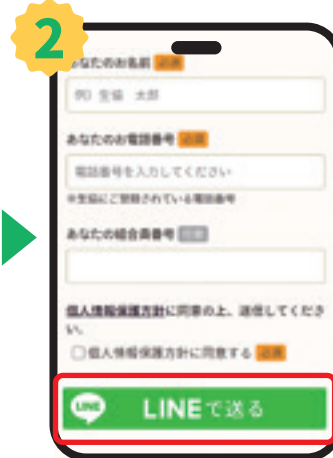 2
あなたのお名前 必須
例) 生協 太郎
あなたのお電話番号 必須
電話番号を入力してください
※生協にご登録されている電話番号
あなたの組合員番号 任意
個人情報保護方針に同意の上、送信してくださ
い。
個人情報保護方針に同意する 必須
LINE LINEで送る